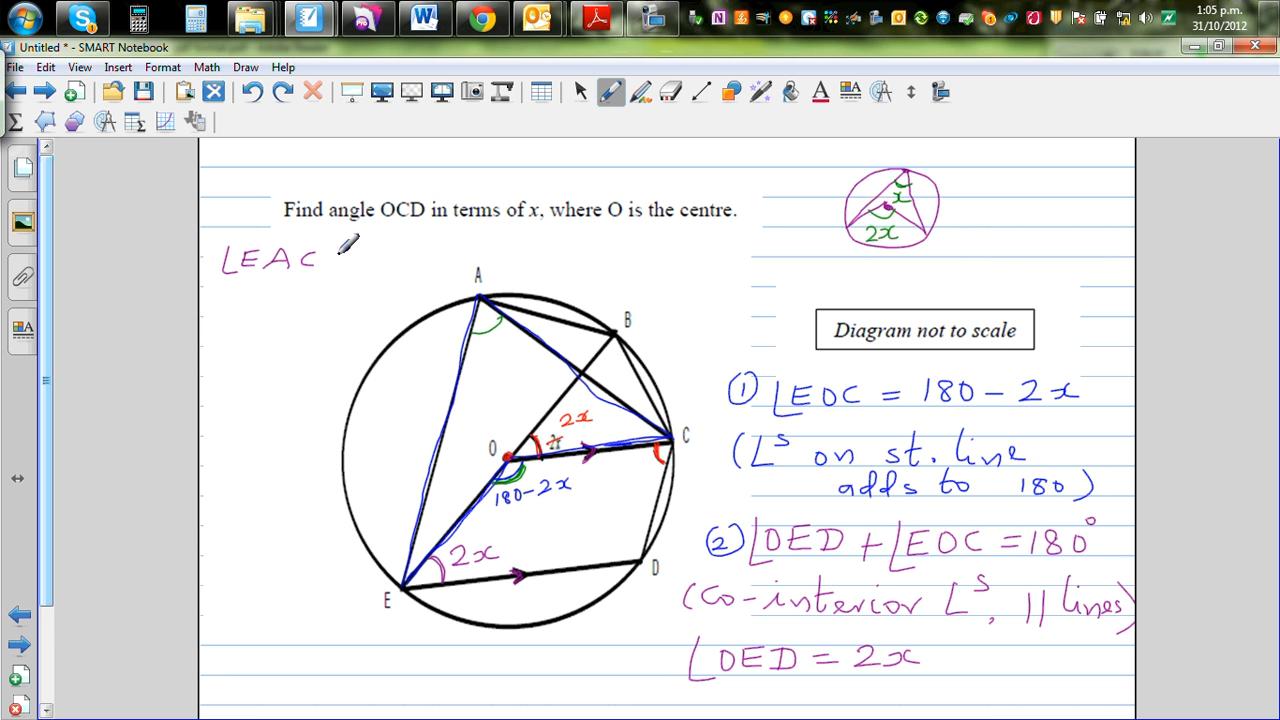 1:05 p.m.
31/10/2012
Untitled * - SMART Notebook
File Edit View Insert Format Math Draw Help
Find angle OCD in terms of x, where O is the centre.
∠EAC
x
2x
A
B
Diagram not to scale
① ∠EOC = 180 - 2x
2x
C
O
(∠s on st. line
adds to 180)
180-2x
② ∠OED + ∠EOC = 180°
2x
D
E
(Co-interior ∠s, || lines)
∠OED = 2x